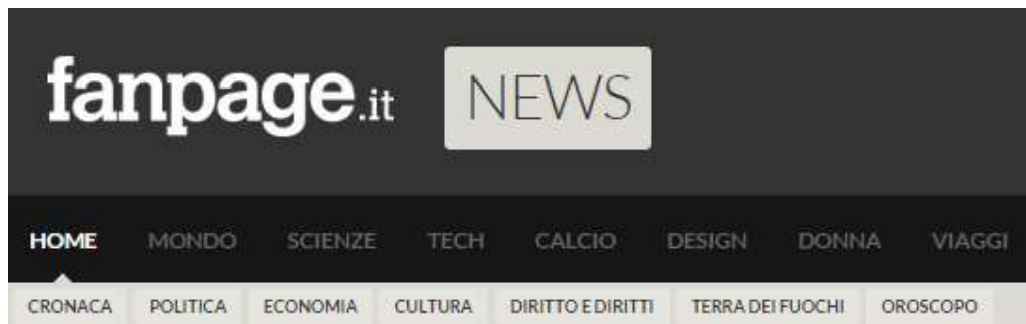 fanpage.it NEWS
HOME MONDO SCIENZE TECH CALCIO DESIGN DONNA VIAGGI
CRONACA POLITICA ECONOMIA CULTURA DIRITTO E DIRITTI TERRA DEI FUOCHI OROSCOPO